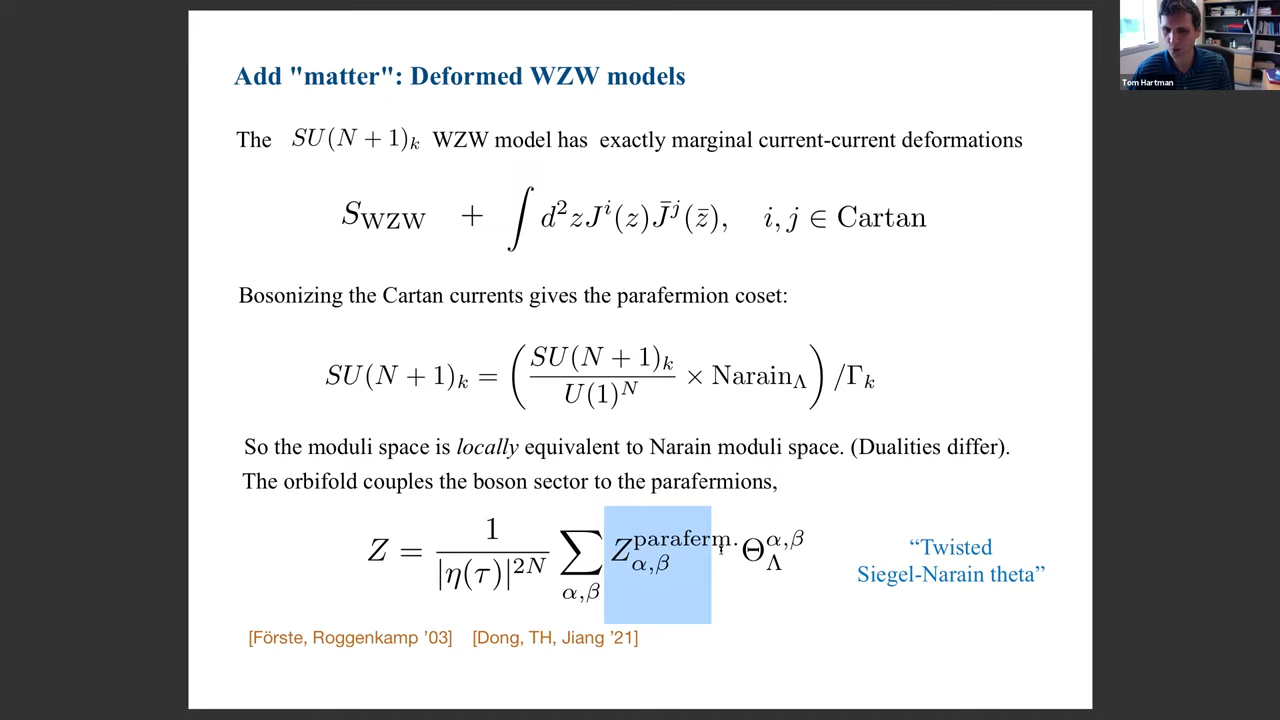 Add "matter": Deformed WZW models
The SU(N + 1)_k WZW model has exactly marginal current-current deformations
S_WZW + ∫ d²z J^i(z) J̄^j(z̄), i, j ∈ Cartan
Bosonizing the Cartan currents gives the parafermion coset:
SU(N + 1)_k = ( SU(N + 1)_k / U(1)^N × Narain_Λ ) /Γ_k
So the moduli space is locally equivalent to Narain moduli space. (Dualities differ).
The orbifold couples the boson sector to the parafermions,
Z = 1 / |η(τ)|^{2N} ∑_{α,β} Z_{α,β}^{paraferm.} Θ_Λ^{α,β}
“Twisted
Siegel-Narain theta”
[Förste, Roggenkamp ’03] [Dong, TH, Jiang ’21]
Tom Hartman